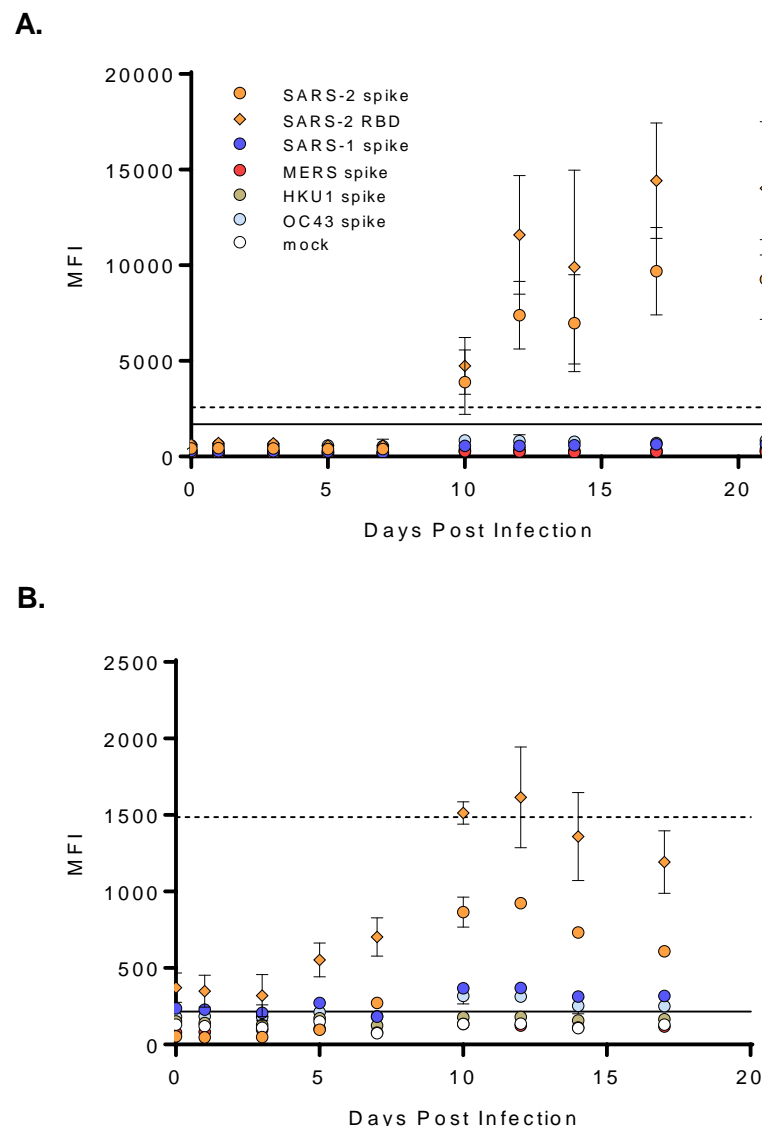 A.
20000
15000
10000
5000
0
MFI
SARS-2 spike
SARS-2 RBD
SARS-1 spike
MERS spike
HKU1 spike
OC43 spike
mock
0 5 10 15 20
Days Post Infection
B.
2500
2000
1500
1000
500
0
MFI
0 5 10 15 20
Days Post Infection